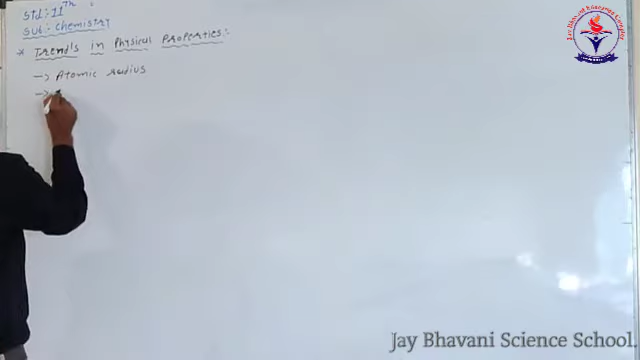 Std:- 11th
Sub:- Chemistry
* Trends in Physical Properties:-
-> Atomic radius
->
Jay Bhavani Science School.